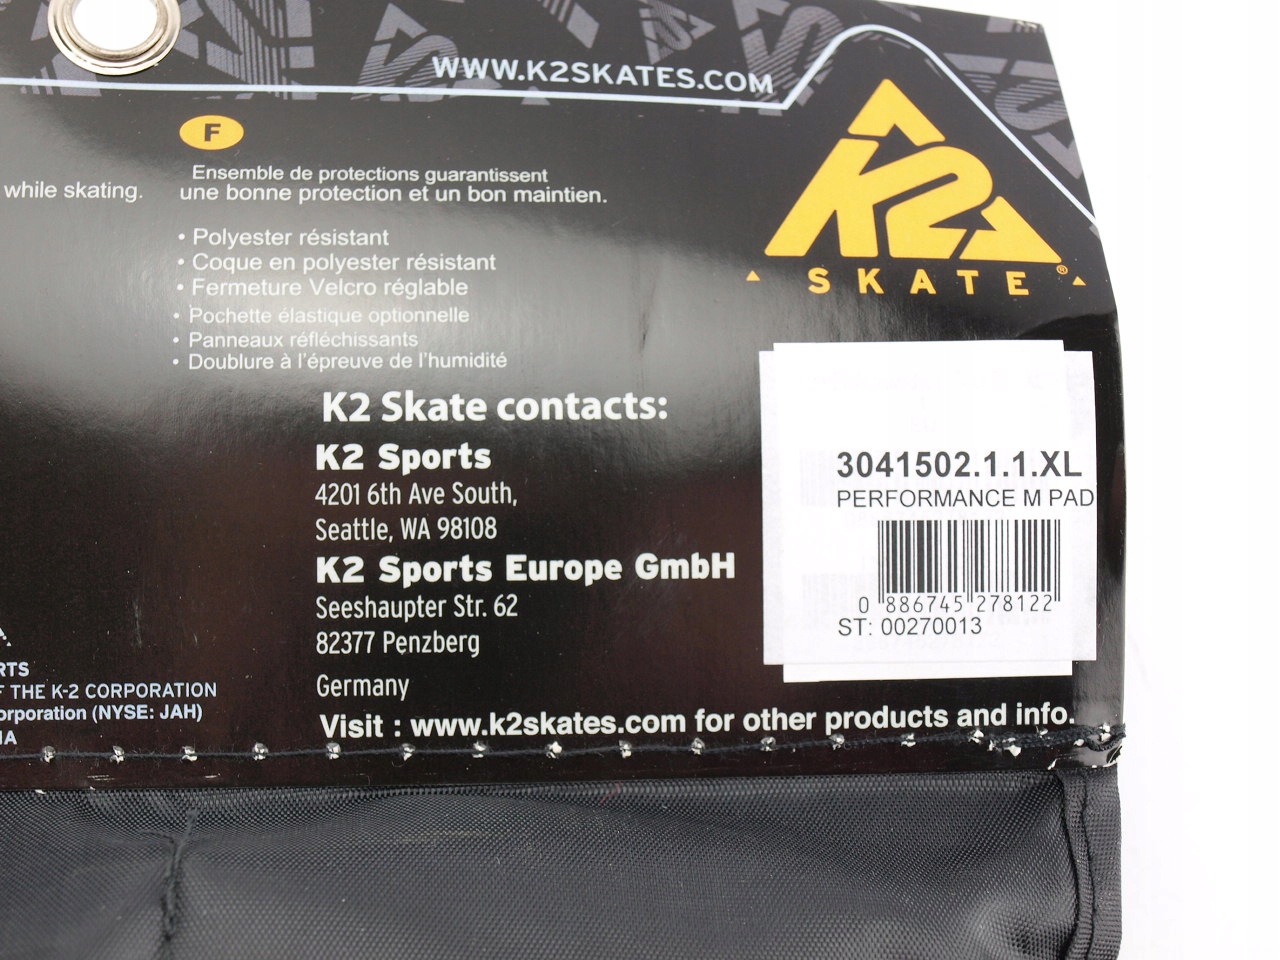 WWW.K2SKATES.COM
K2
SKATE®
while skating.
F
Ensemble de protections guarantissent
une bonne protection et un bon maintien.
• Polyester résistant
• Coque en polyester résistant
• Fermeture Velcro réglable
• Pochette élastique optionnelle
• Panneaux réfléchissants
• Doublure à l'épreuve de l'humidité
K2 Skate contacts:
K2 Sports
4201 6th Ave South,
Seattle, WA 98108
K2 Sports Europe GmbH
Seeshaupter Str. 62
82377 Penzberg
Germany
Visit : www.k2skates.com for other products and info.
THE K-2 CORPORATION
(NYSE: JAH)
3041502.1.1.XL
PERFORMANCE M PAD
0 886745 278122
ST: 00270013